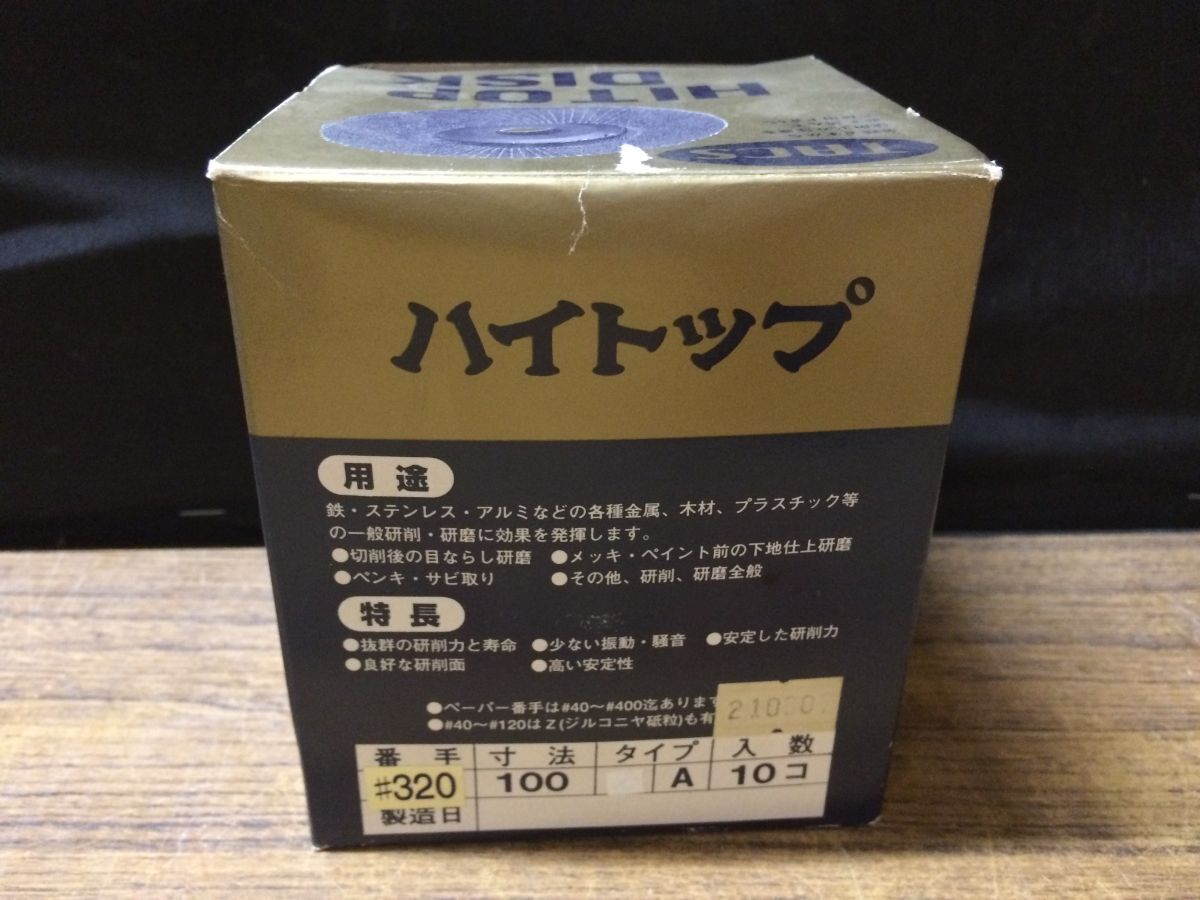 HITOP
DISK
TRCS
ハイトップ
用途
鉄・ステンレス・アルミなどの各種金属、木材、プラスチック等
の一般研削・研磨に効果を発揮します。
●切削後の目ならし研磨 ●メッキ・ペイント前の下地仕上研磨
●ペンキ・サビ取り ●その他、研削、研磨全般
特長
●抜群の研削力と寿命 ●少ない振動・騒音 ●安定した研削力
●良好な研削面 ●高い安定性
●ペーパー番手は#40〜#400迄あります
●#40〜#120はZ(ジルコニヤ砥粒)も有
番手 寸法 タイプ 入数
#320 100 A 10コ
製造日